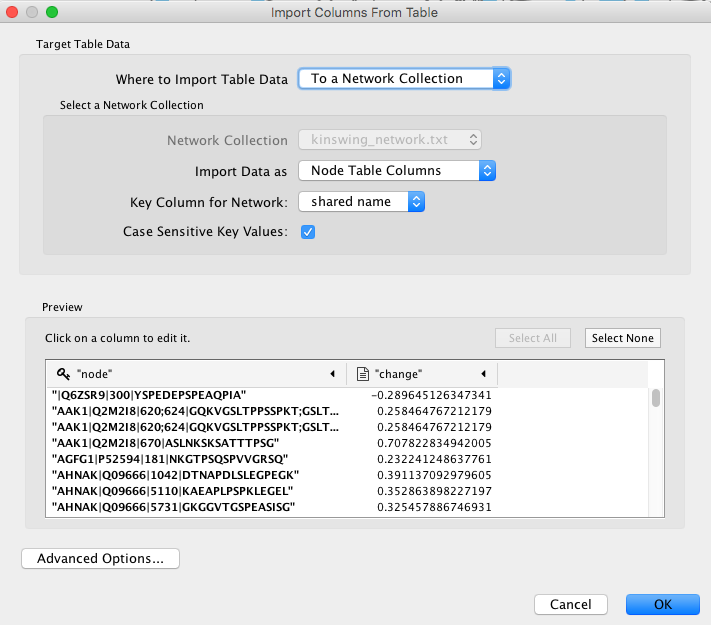 Import Columns From Table
Target Table Data
Where to Import Table Data To a Network Collection
Select a Network Collection
Network Collection kinswing_network.txt
Import Data as Node Table Columns
Key Column for Network: shared name
Case Sensitive Key Values:
Preview
Click on a column to edit it. Select All Select None
"node" "change"
"|Q6ZSR9|300|YSPEDEPSPEAQPIA" -0.289645126347341
"AAK1|Q2M2I8|620;624|GQKVGSLTPPSSPKT;GSLT... 0.258464767212179
"AAK1|Q2M2I8|620;624|GQKVGSLTPPSSPKT;GSLT... 0.258464767212179
"AAK1|Q2M2I8|670|ASLNKSKSATTTPSG" 0.707822834942005
"AGFG1|P52594|181|NKGTPSQSPVVGRSQ" 0.232241248637761
"AHNAK|Q09666|1042|DTNAPDLSLEGPEGK" 0.391137092979605
"AHNAK|Q09666|5110|KAEAPLPSPKLEGEL" 0.352863898227197
"AHNAK|Q09666|5731|GKGGVTGSPEASISG" 0.325457886746931
Advanced Options...
Cancel OK